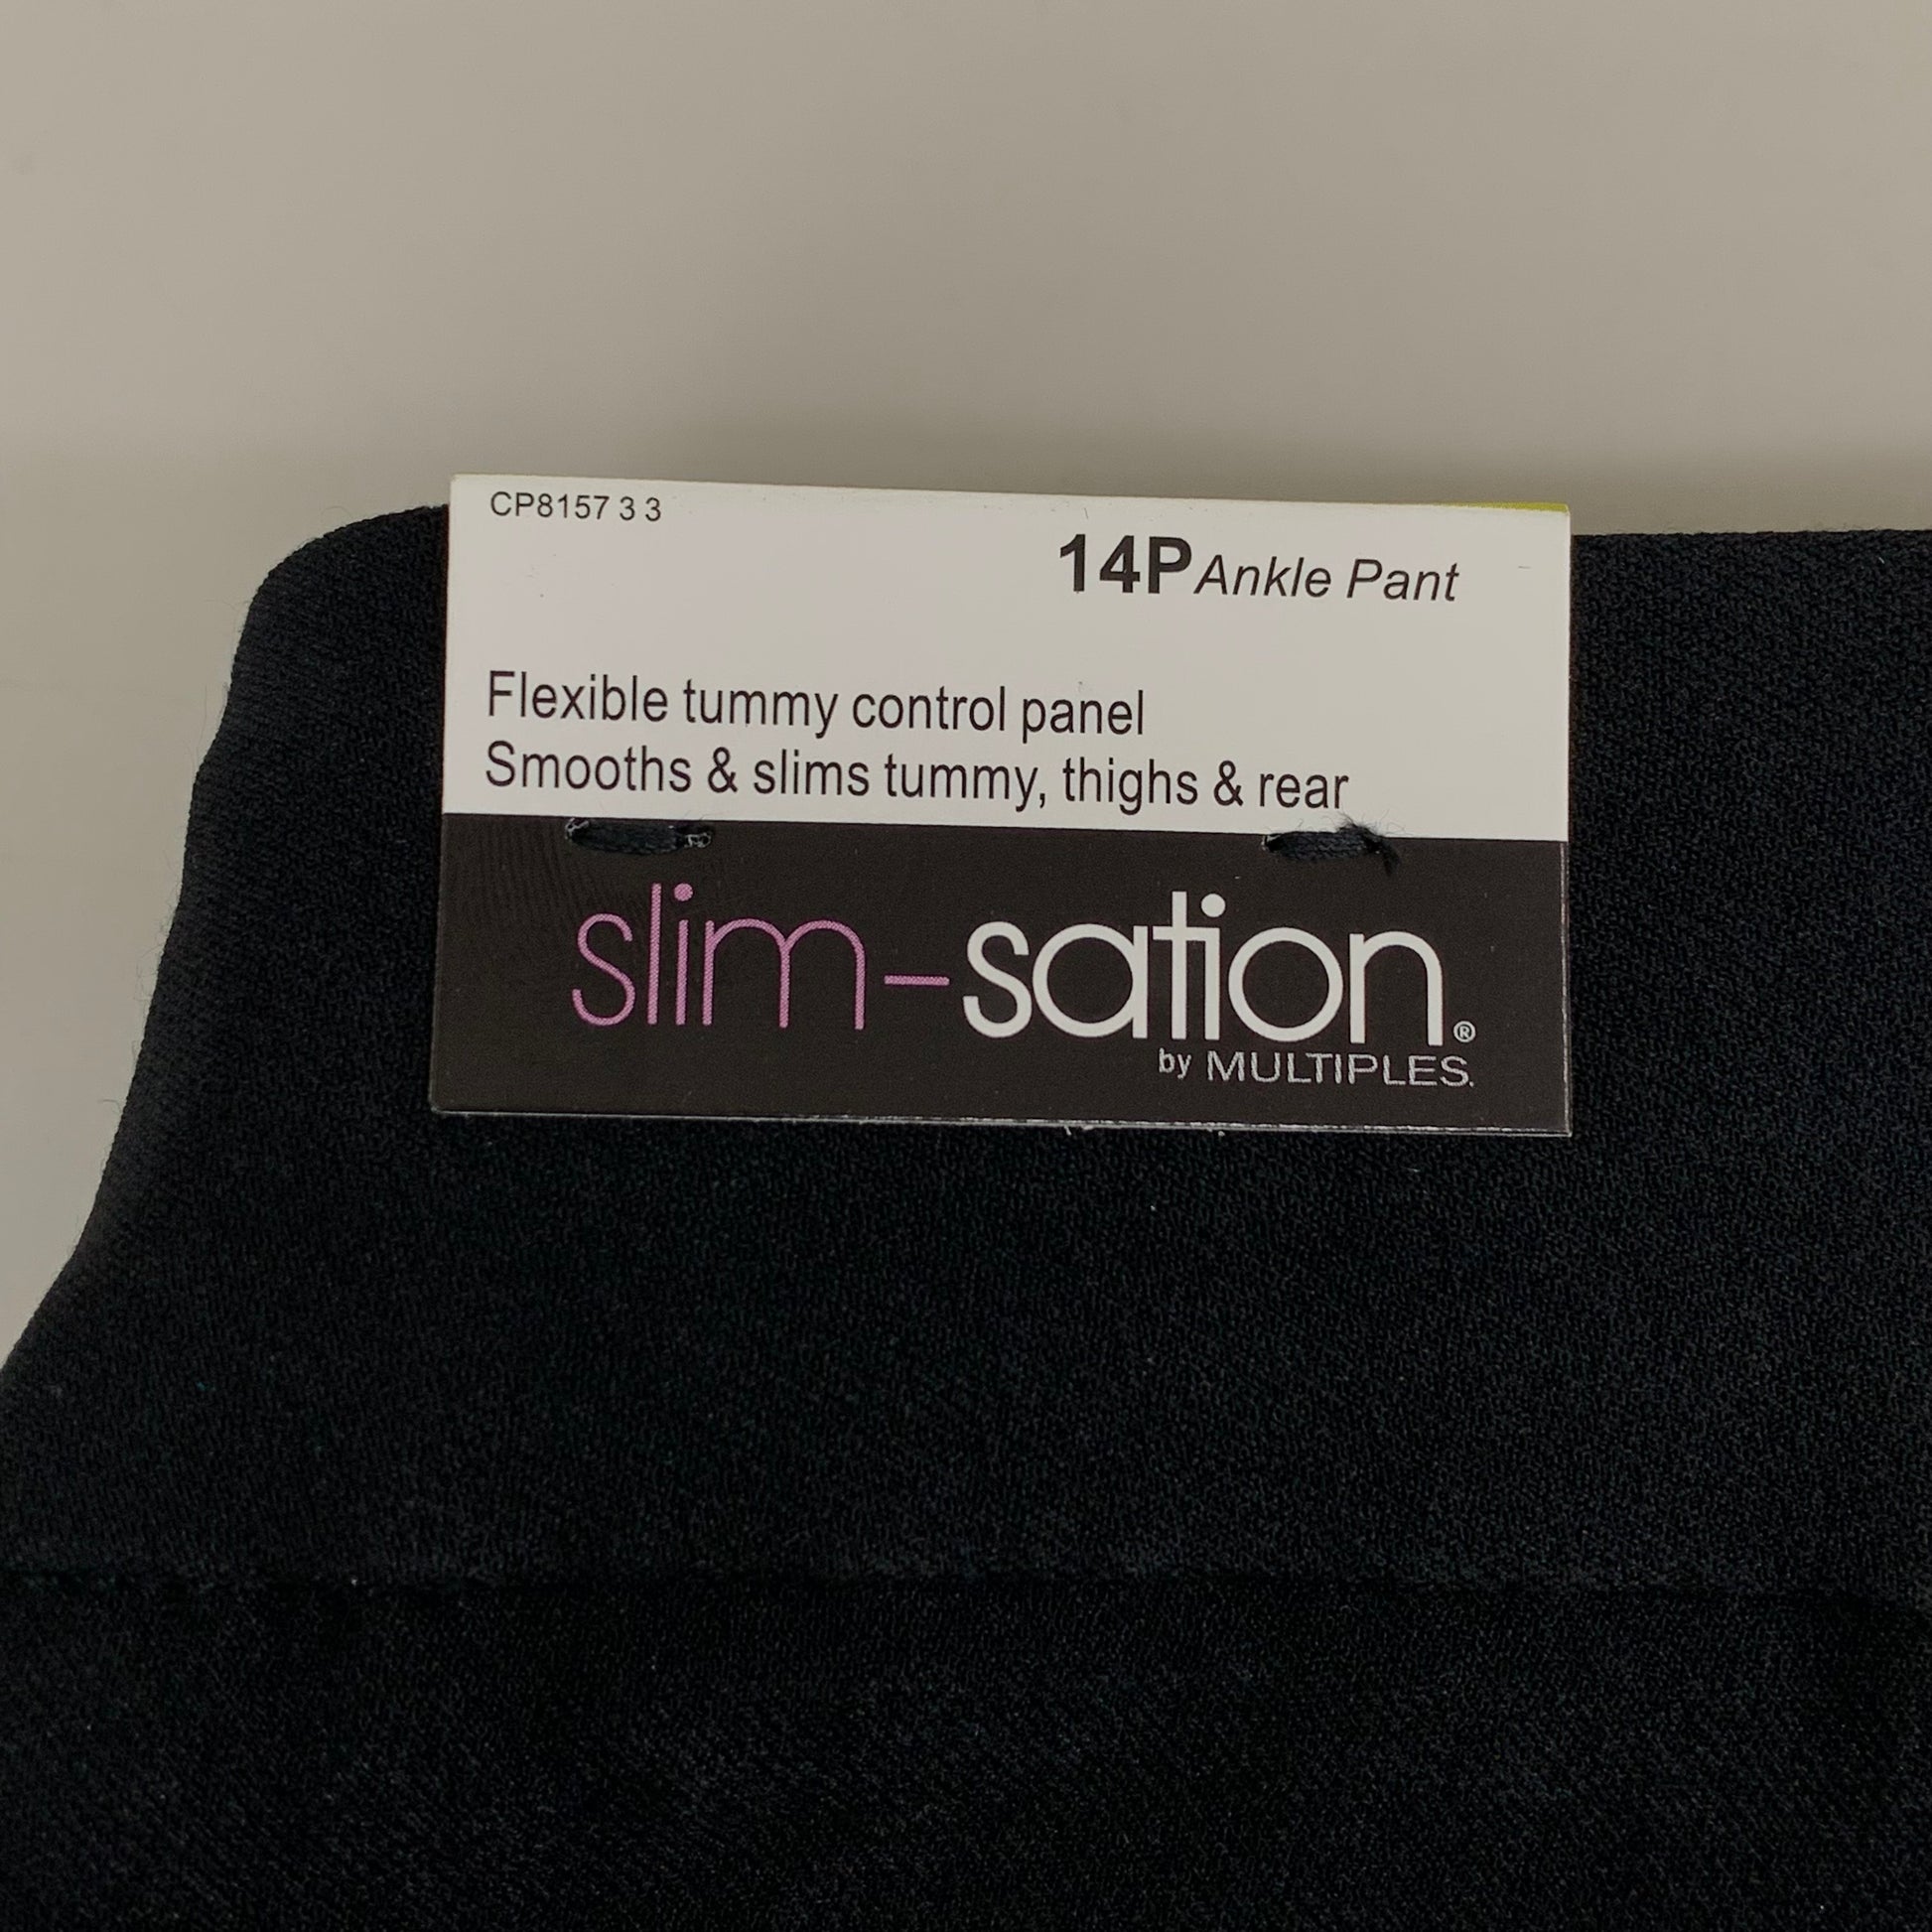 CP8157 3 3
14P Ankle Pant
Flexible tummy control panel
Smooths & slims tummy, thighs & rear
slim-sation®
by MULTIPLES.